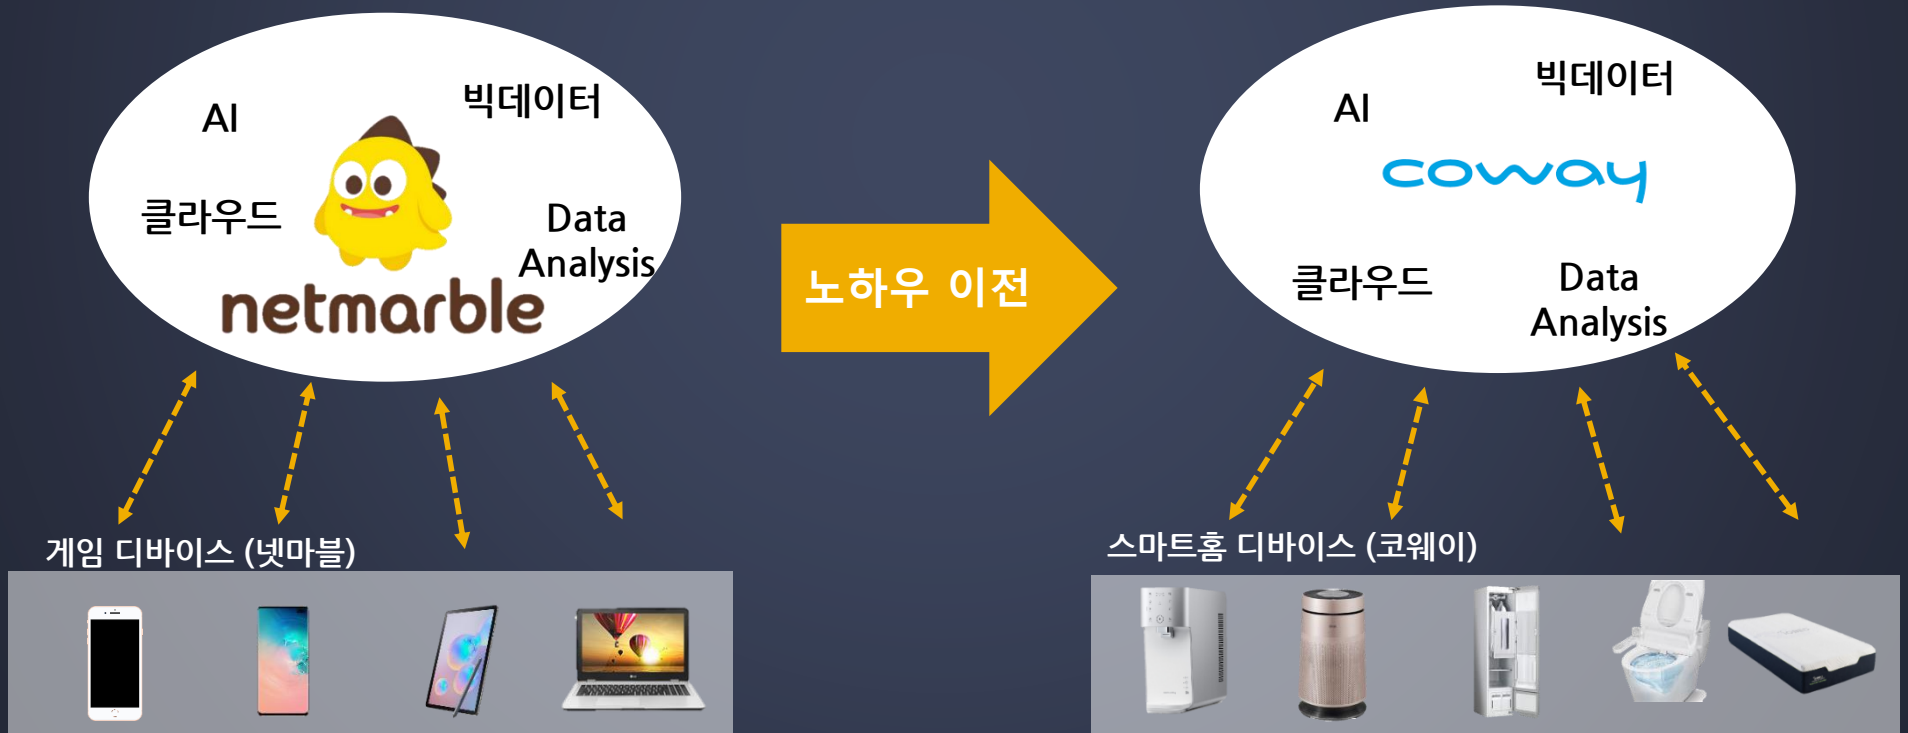 AI
빅데이터
클라우드
Data
Analysis
netmarble
노하우 이전
AI
빅데이터
coway
클라우드
Data
Analysis
게임 디바이스 (넷마블)
스마트홈 디바이스 (코웨이)